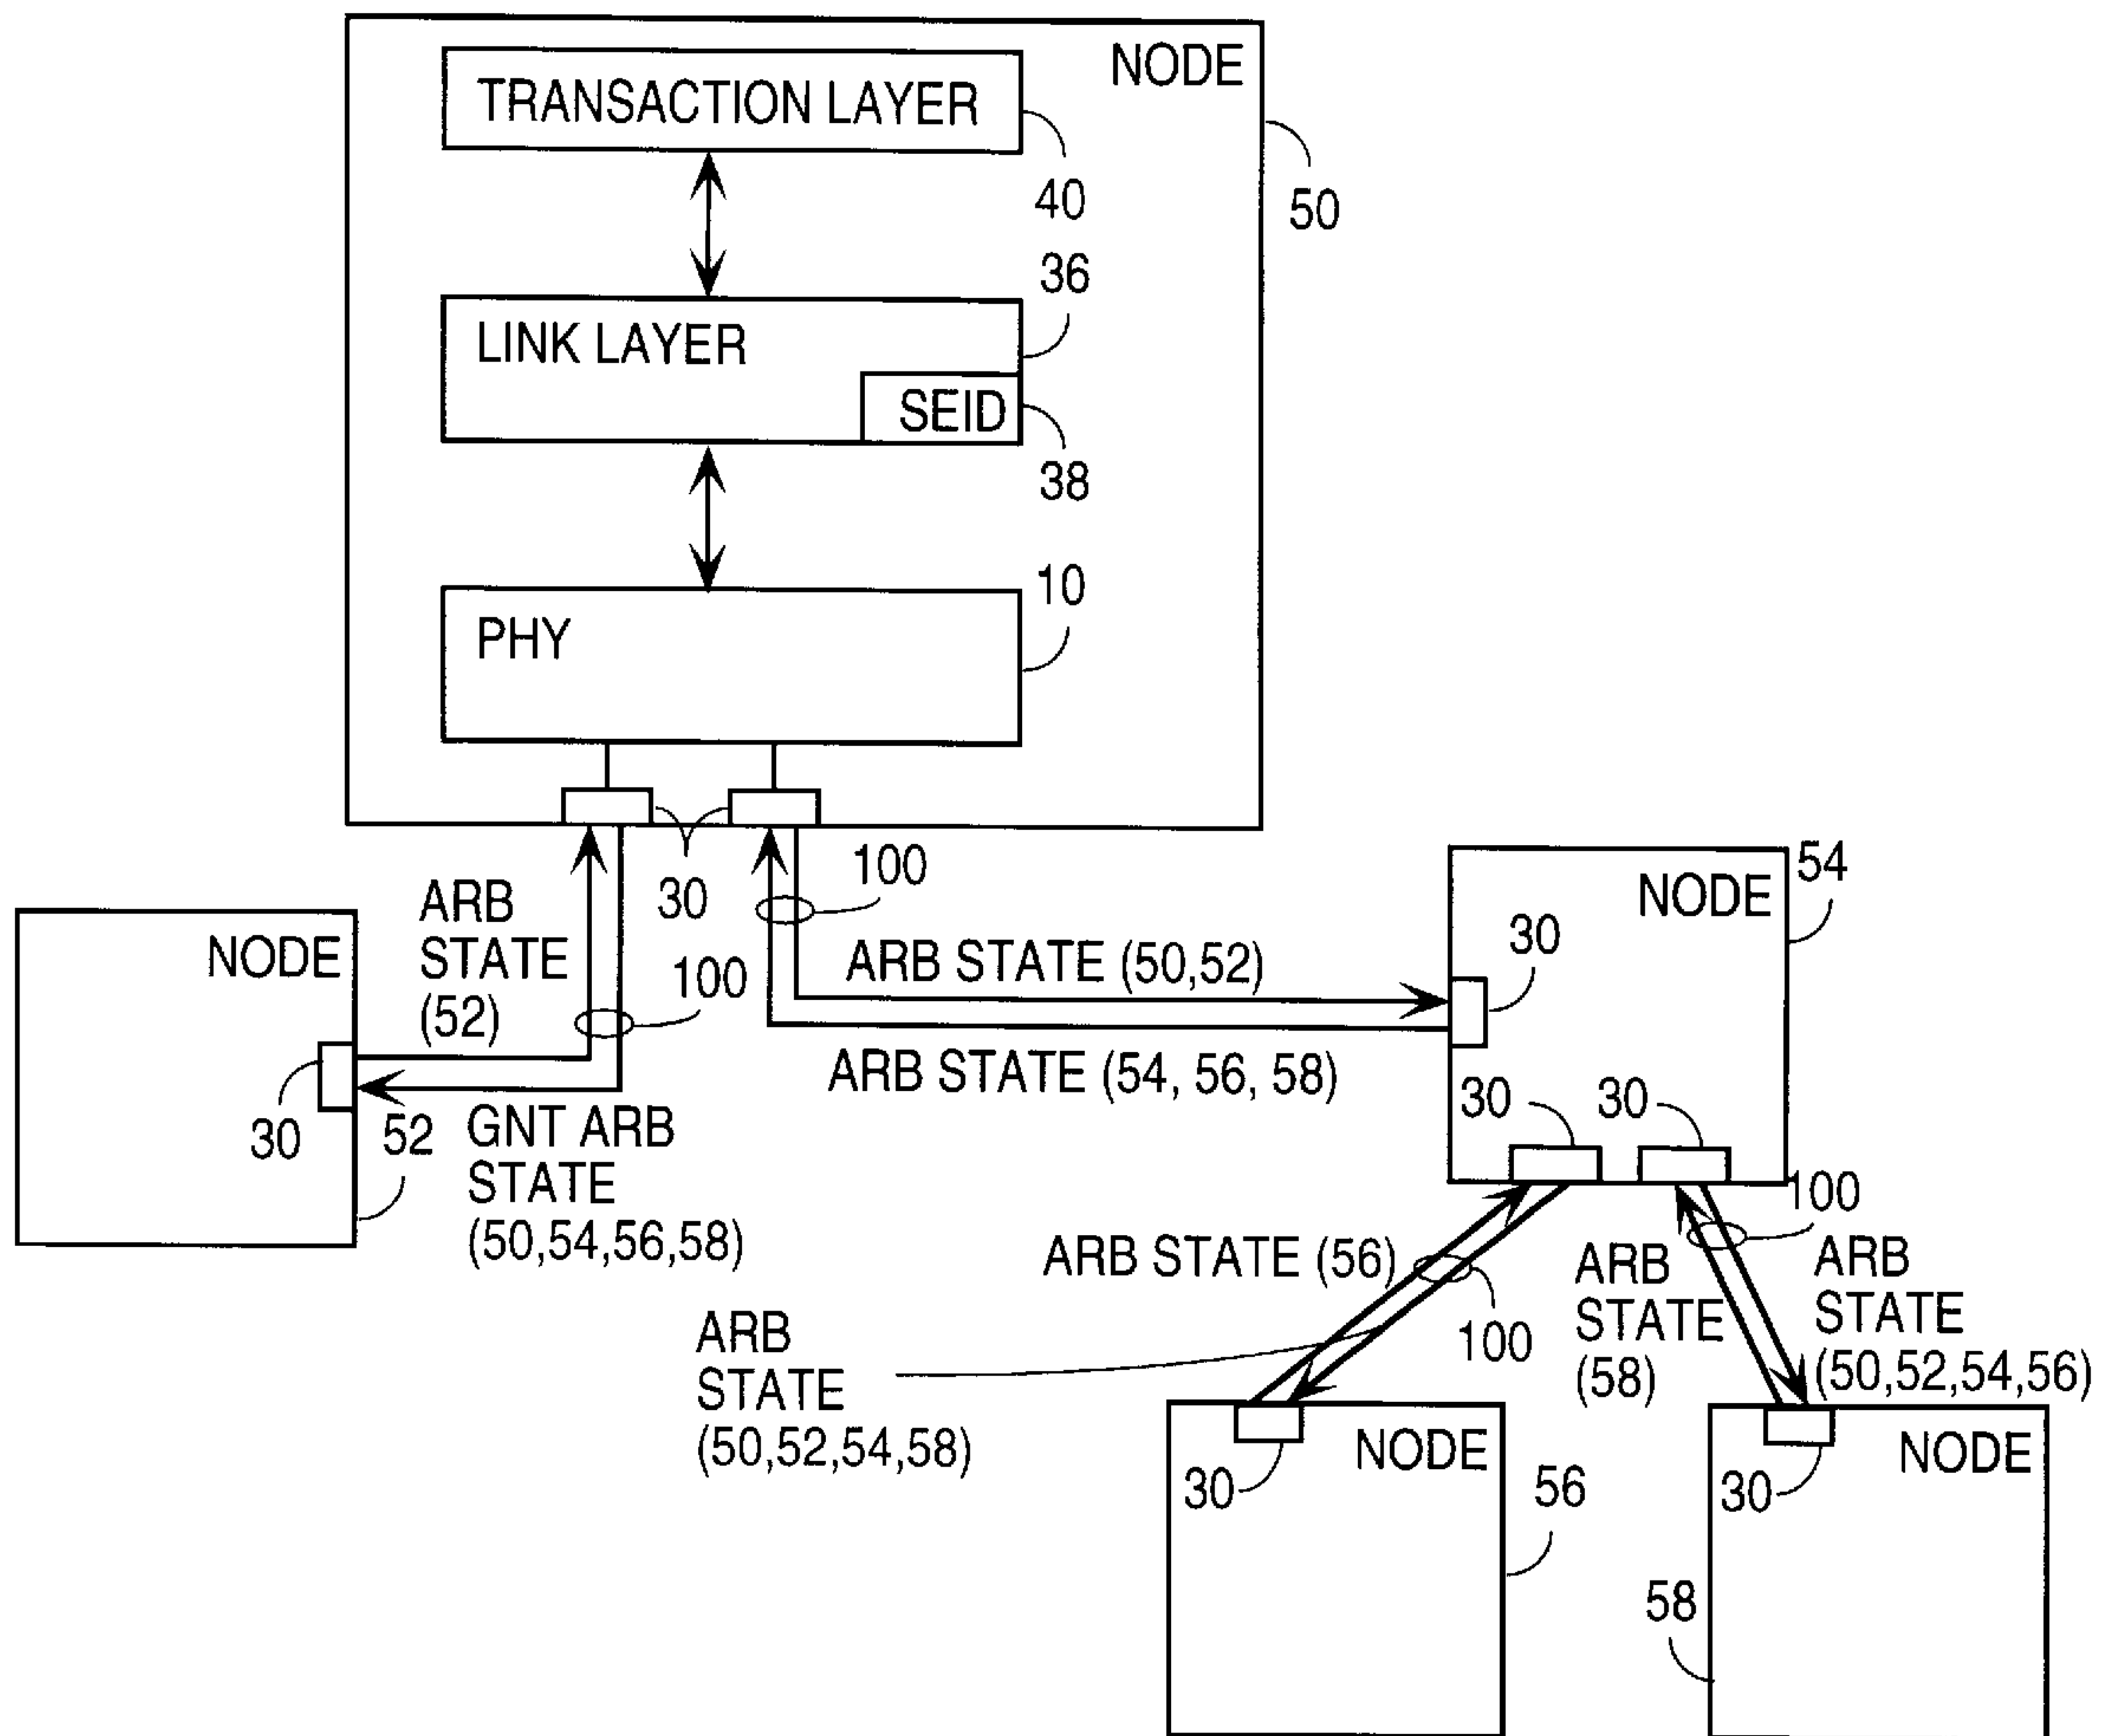 NODE
TRANSACTION LAYER
40
50
36
LINK LAYER
SEID
38
10
PHY
30
100
ARB
STATE
(52)
100
NODE
30
52
GNT ARB
STATE
(50,54,56,58)
ARB STATE (50,52)
ARB STATE (54, 56, 58)
54
NODE
30
30
30
100
ARB STATE (56)
100
ARB
STATE
(58)
ARB
STATE
(50,52,54,56)
ARB
STATE
(50,52,54,58)
NODE
30
56
NODE
30
58